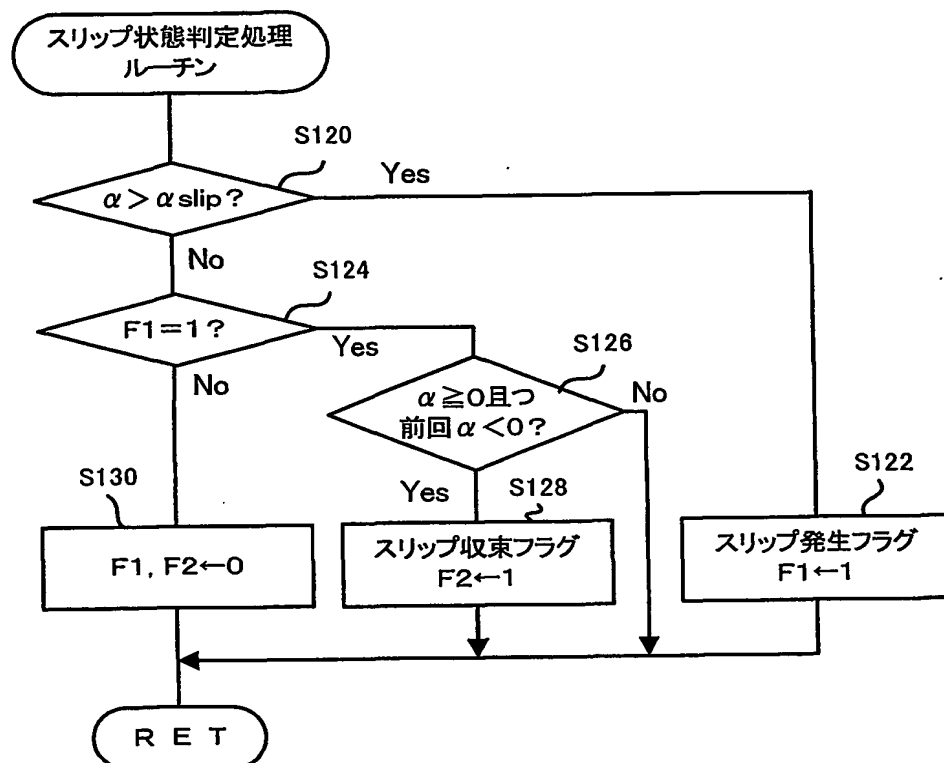 スリップ状態判定処理
ルーチン
S120
α＞αslip？
Yes
No
S124
F1＝1？
Yes
No
S126
α≧0且つ
前回α＜0？
No
Yes
S130
F1，F2←0
S128
スリップ収束フラグ
F2←1
S122
スリップ発生フラグ
F1←1
RET